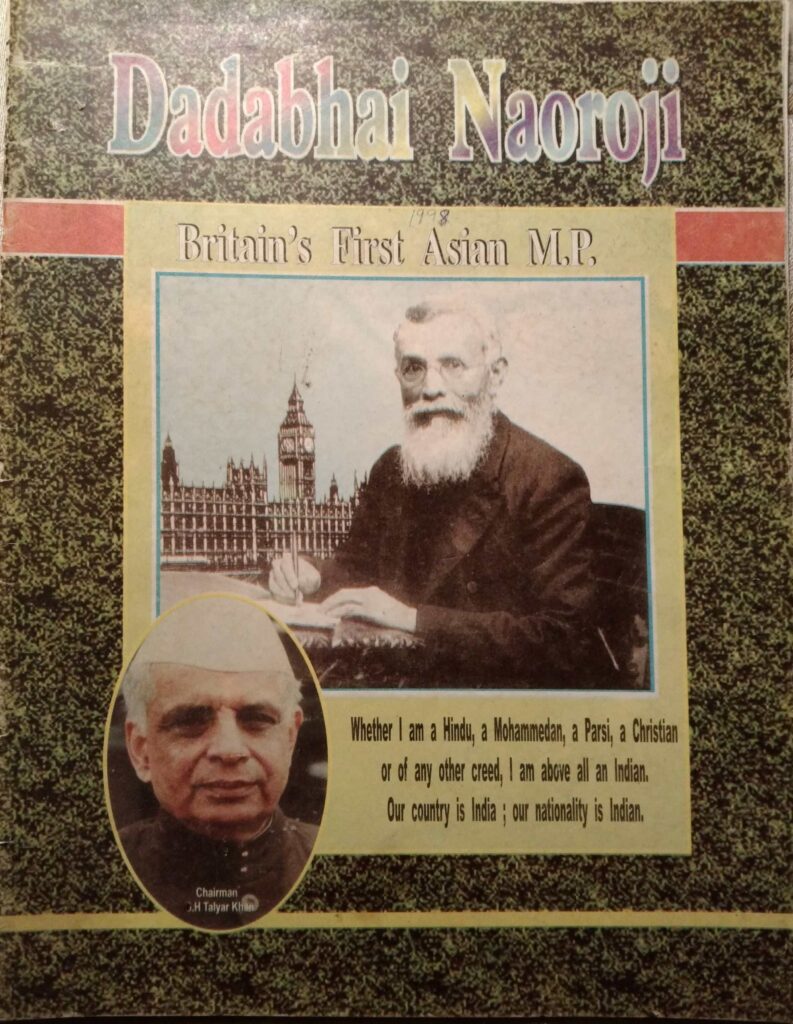 Dadabhai Naoroji
1998
Britain's First Asian M.P.
Whether I am a Hindu, a Mohammedan, a Parsi, a Christian
or of any other creed, I am above all an Indian.
Our country is India ; our nationality is Indian.
Chairman
.H Talyar Khan